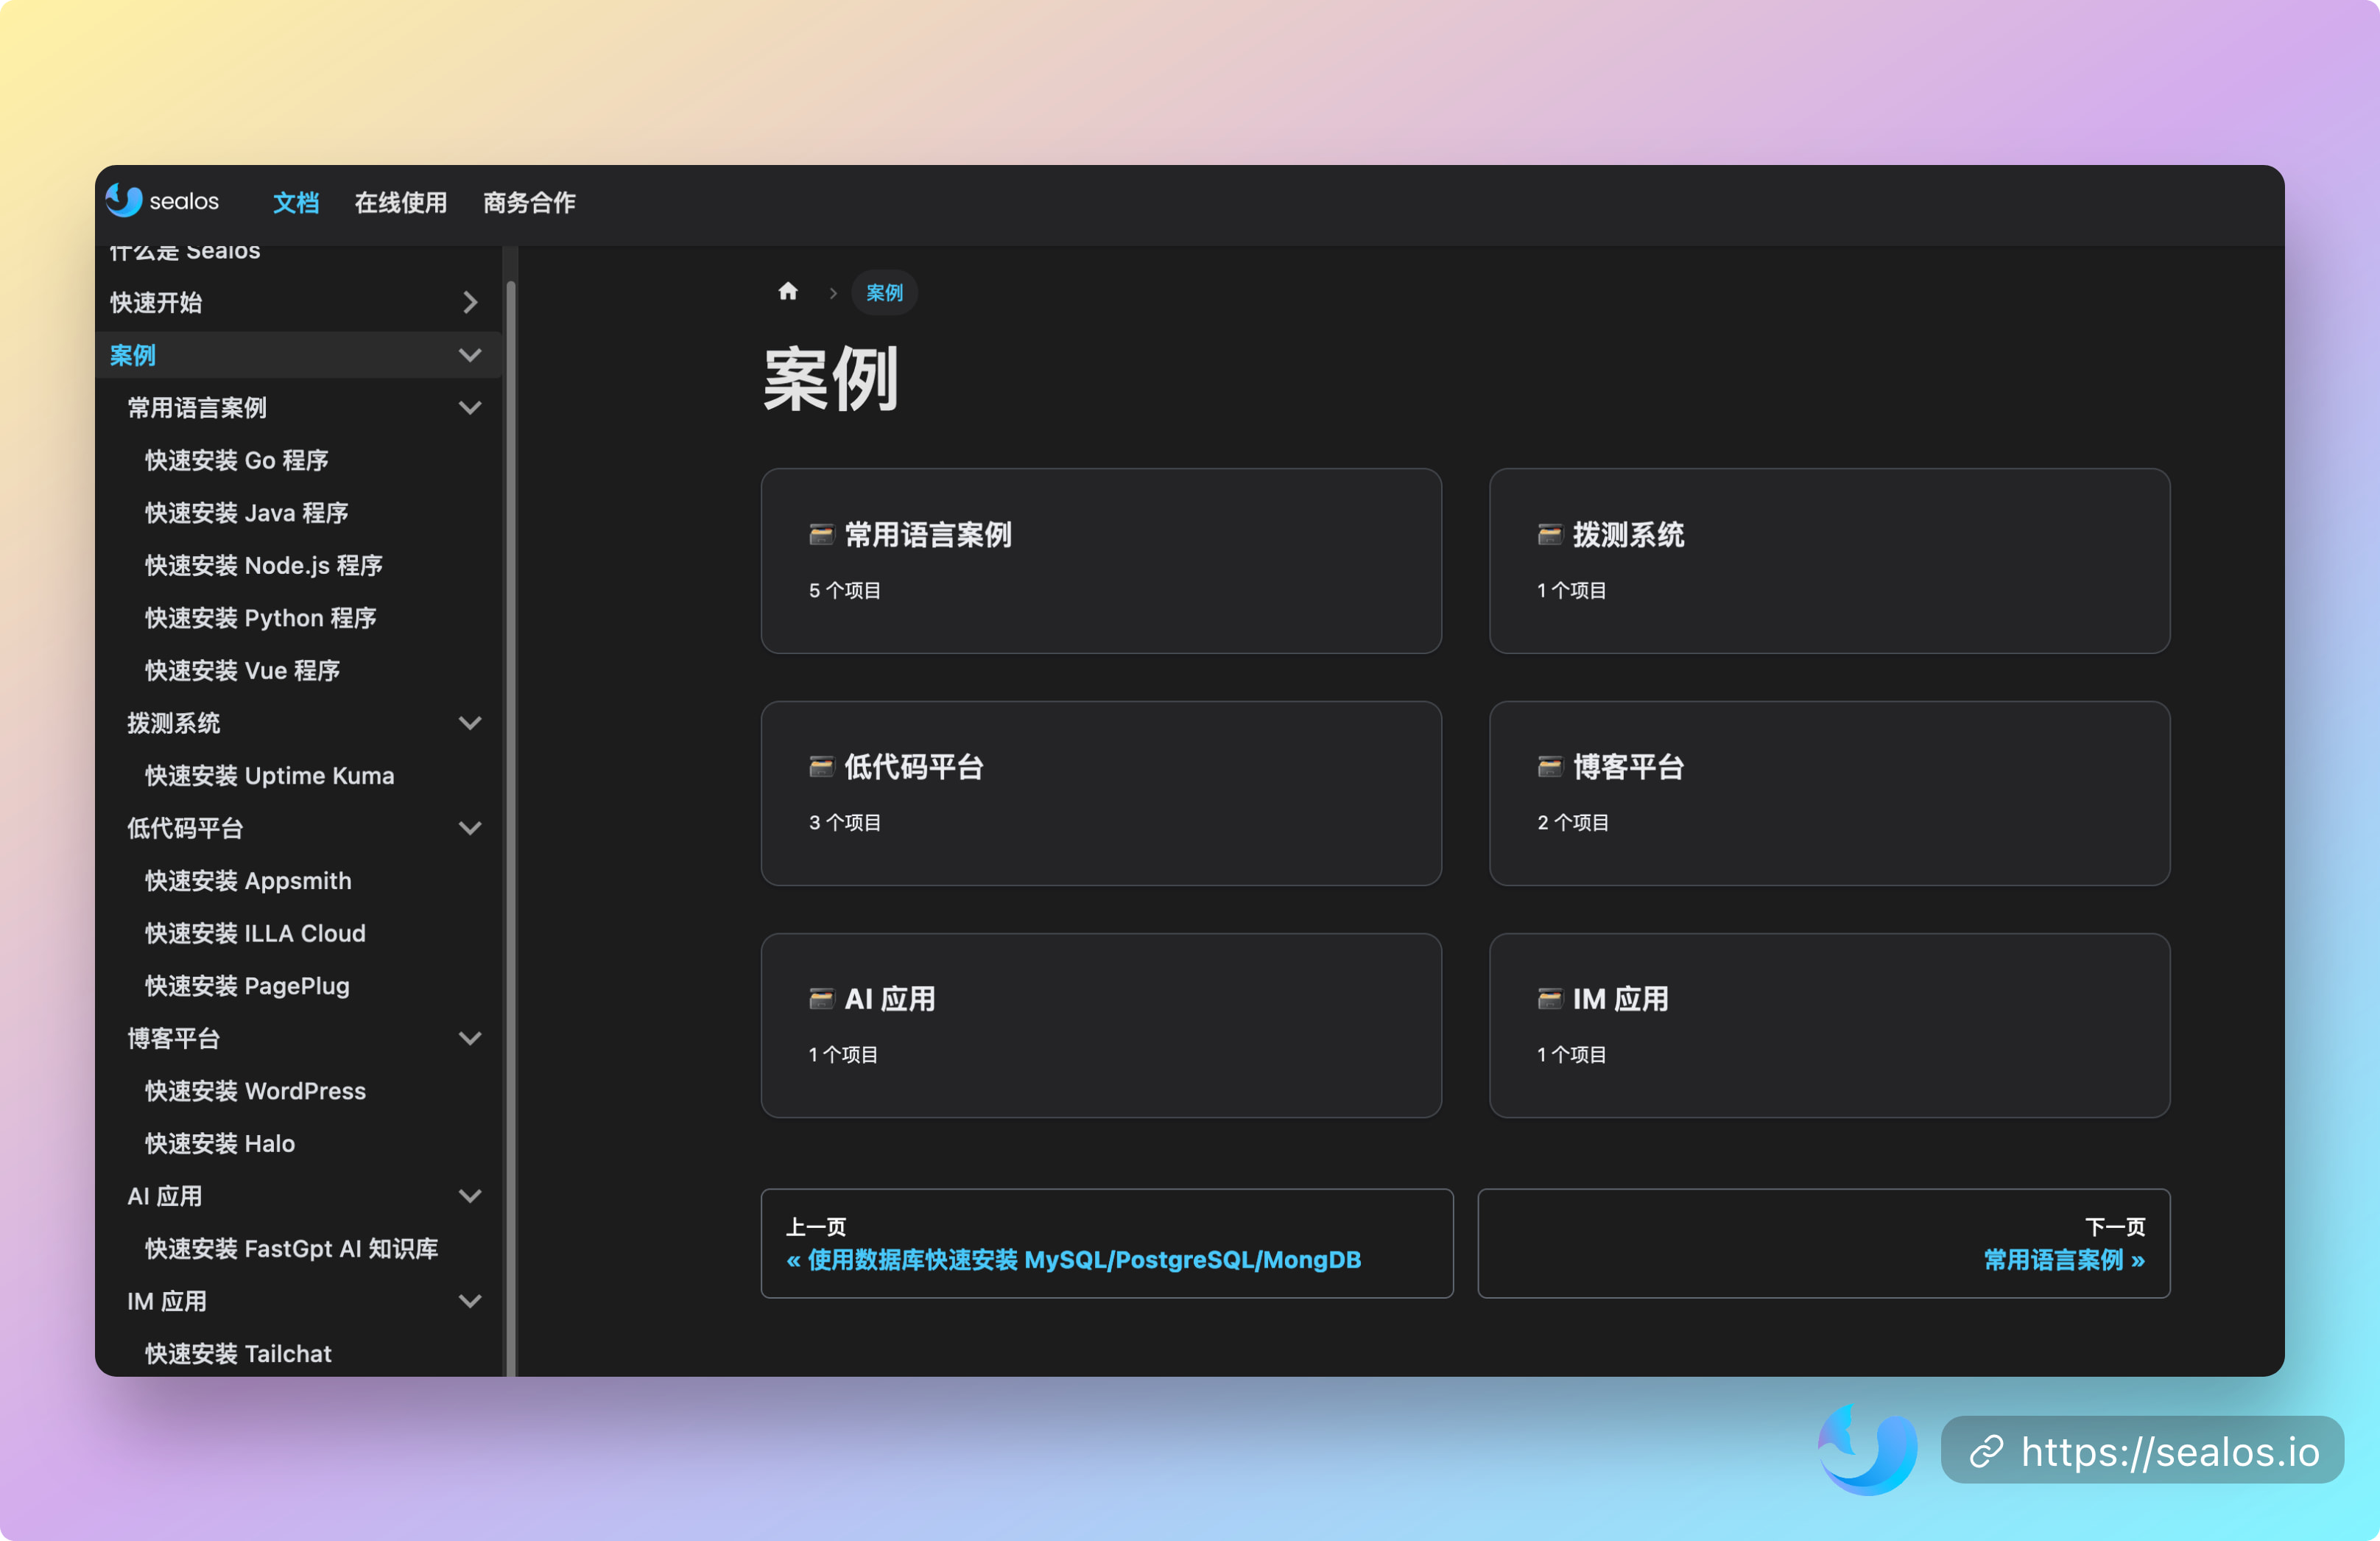 sealos
文档 在线使用 商务合作
什么是 Sealos
快速开始
案例
常用语言案例
快速安装 Go 程序
快速安装 Java 程序
快速安装 Node.js 程序
快速安装 Python 程序
快速安装 Vue 程序
拨测系统
快速安装 Uptime Kuma
低代码平台
快速安装 Appsmith
快速安装 ILLA Cloud
快速安装 PagePlug
博客平台
快速安装 WordPress
快速安装 Halo
AI 应用
快速安装 FastGpt AI 知识库
IM 应用
快速安装 Tailchat
案例
案例
常用语言案例
5 个项目
拨测系统
1 个项目
低代码平台
3 个项目
博客平台
2 个项目
AI 应用
1 个项目
IM 应用
1 个项目
上一页
« 使用数据库快速安装 MySQL/PostgreSQL/MongDB
下一页
常用语言案例 »
https://sealos.io